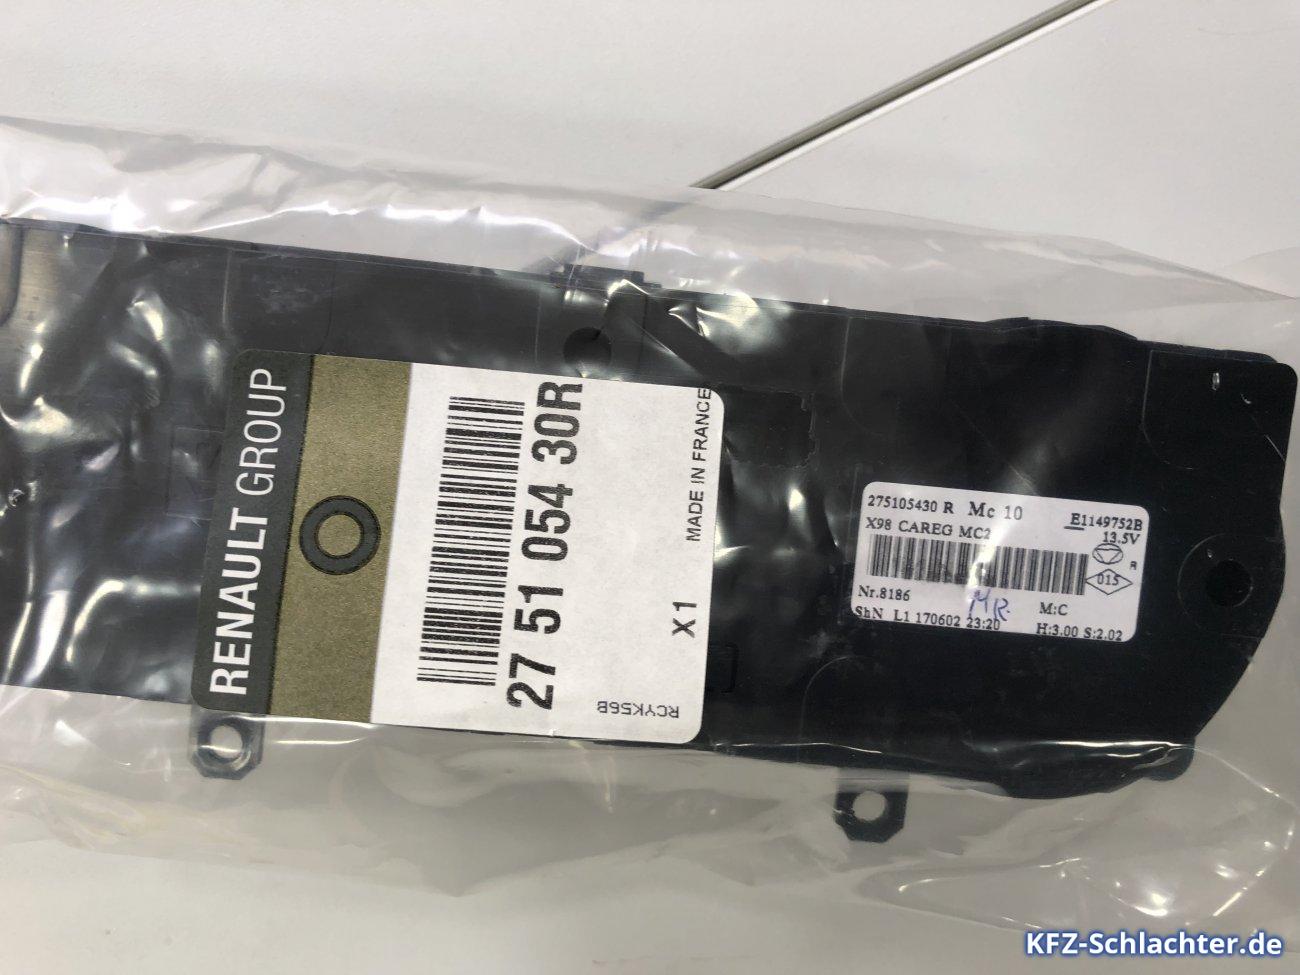 RENAULT GROUP
27 51 054 30R
MADE IN FRANCE
X1
RCYK56B
275105430 R Mc 10
E1149752B
X98 CAREG MC2
13.5V
R
015
Nr.8186
MR
M:C
ShN L1 170602 23:20
H:3.00 S:2.02
KFZ-Schlachter.de